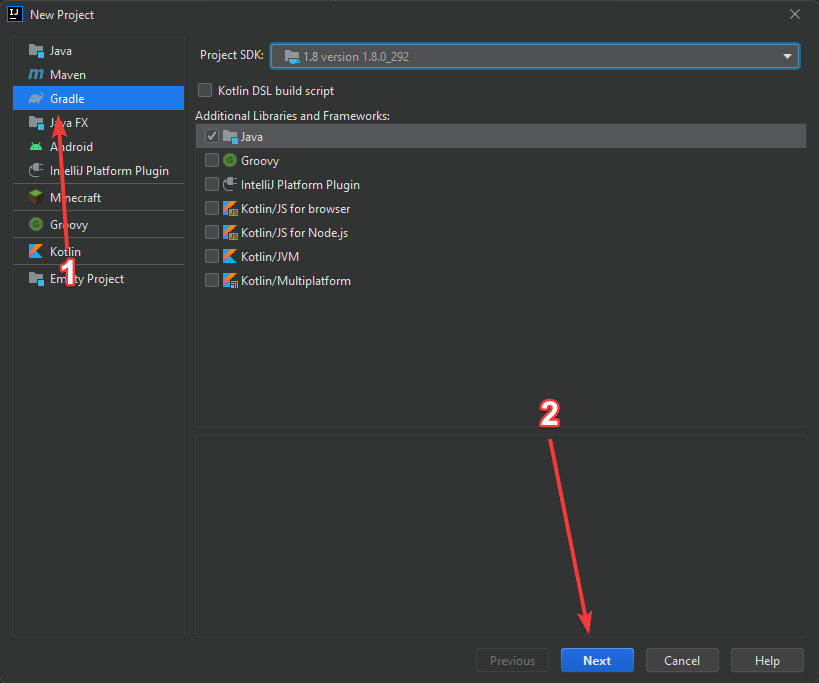 IJ New Project
Java
Maven
Gradle
Java FX
Android
IntelliJ Platform Plugin
Minecraft
Groovy
Kotlin
Empty Project
1
Project SDK: 1.8 version 1.8.0_292
Kotlin DSL build script
Additional Libraries and Frameworks:
Java
Groovy
IntelliJ Platform Plugin
Kotlin/JS for browser
Kotlin/JS for Node.js
Kotlin/JVM
Kotlin/Multiplatform
2
Previous Next Cancel Help